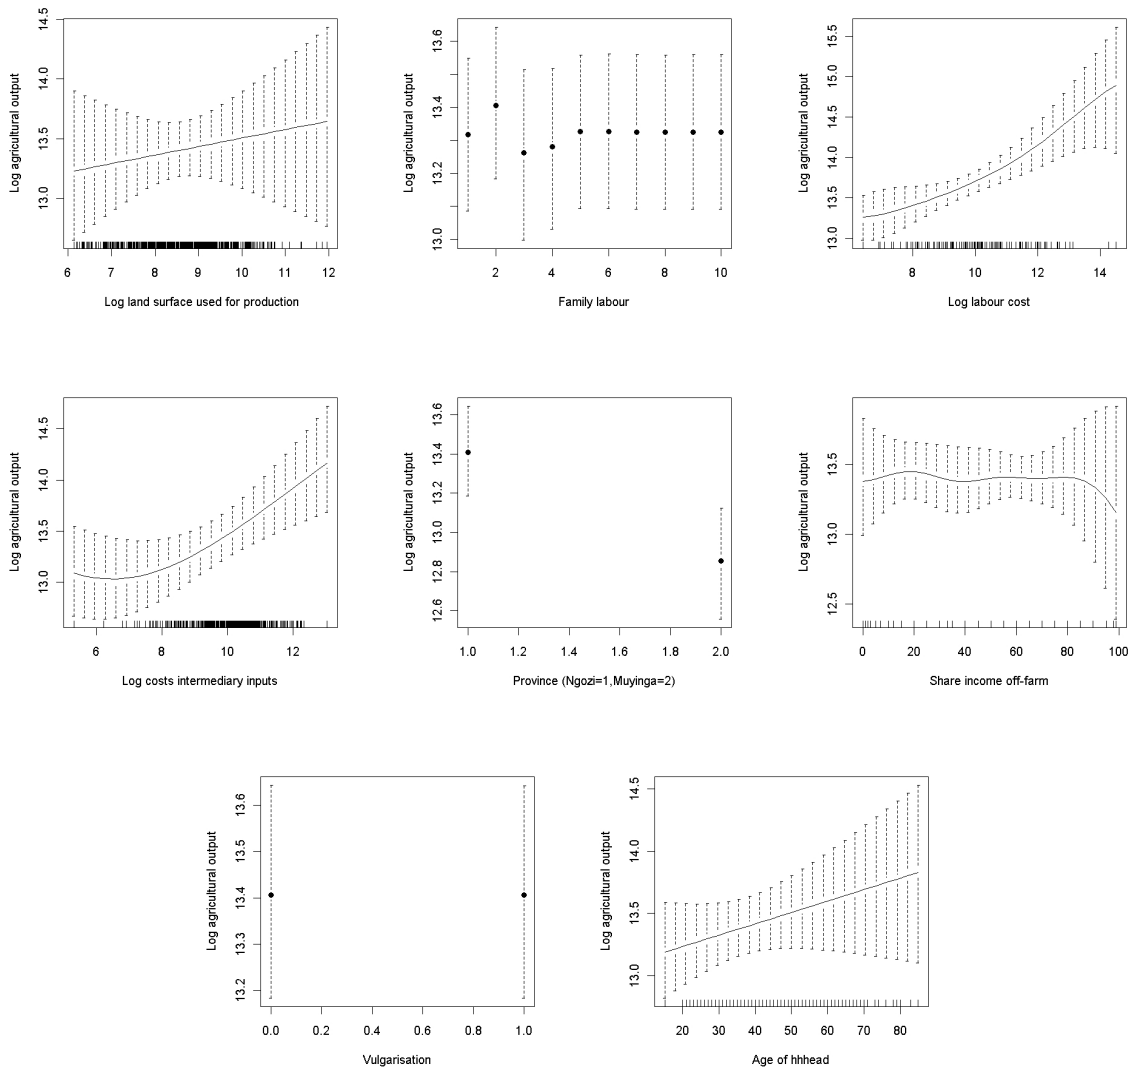 Log agricultural output
13.0 13.5 14.0 14.5
6 7 8 9 10 11 12
Log land surface used for production
Log agricultural output
13.0 13.2 13.4 13.6
2 4 6 8 10
Family labour
Log agricultural output
13.0 13.5 14.0 14.5 15.0 15.5
8 10 12 14
Log labour cost
Log agricultural output
13.0 13.5 14.0 14.5
6 8 10 12
Log costs intermediary inputs
Log agricultural output
12.6 12.8 13.0 13.2 13.4 13.6
1.0 1.2 1.4 1.6 1.8 2.0
Province (Ngozi=1,Muyinga=2)
Log agricultural output
12.5 13.0 13.5
0 20 40 60 80 100
Share income off-farm
Log agricultural output
13.2 13.3 13.4 13.5 13.6
0.0 0.2 0.4 0.6 0.8 1.0
Vulgarisation
Log agricultural output
13.0 13.5 14.0 14.5
20 30 40 50 60 70 80
Age of hhhead